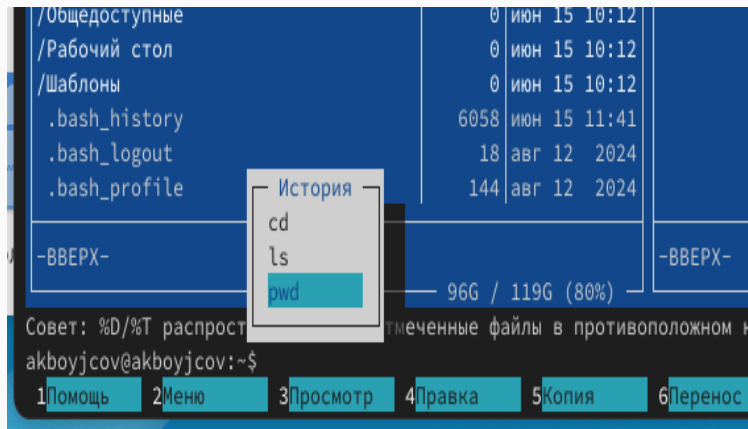 /Общедоступные 0 июн 15 10:12
/Рабочий стол 0 июн 15 10:12
/Шаблоны 0 июн 15 10:12
.bash_history 6058 июн 15 11:41
.bash_logout 18 авг 12 2024
.bash_profile 144 авг 12 2024
История
cd
ls
pwd
-ВВЕРХ- -ВВЕРХ-
96G / 119G (80%)
Совет: %D/%T распрост тмеченные файлы в противоположном
akboyjcov@akboyjcov:~$
1Помощь 2Меню 3Просмотр 4Правка 5Копия 6Перенос